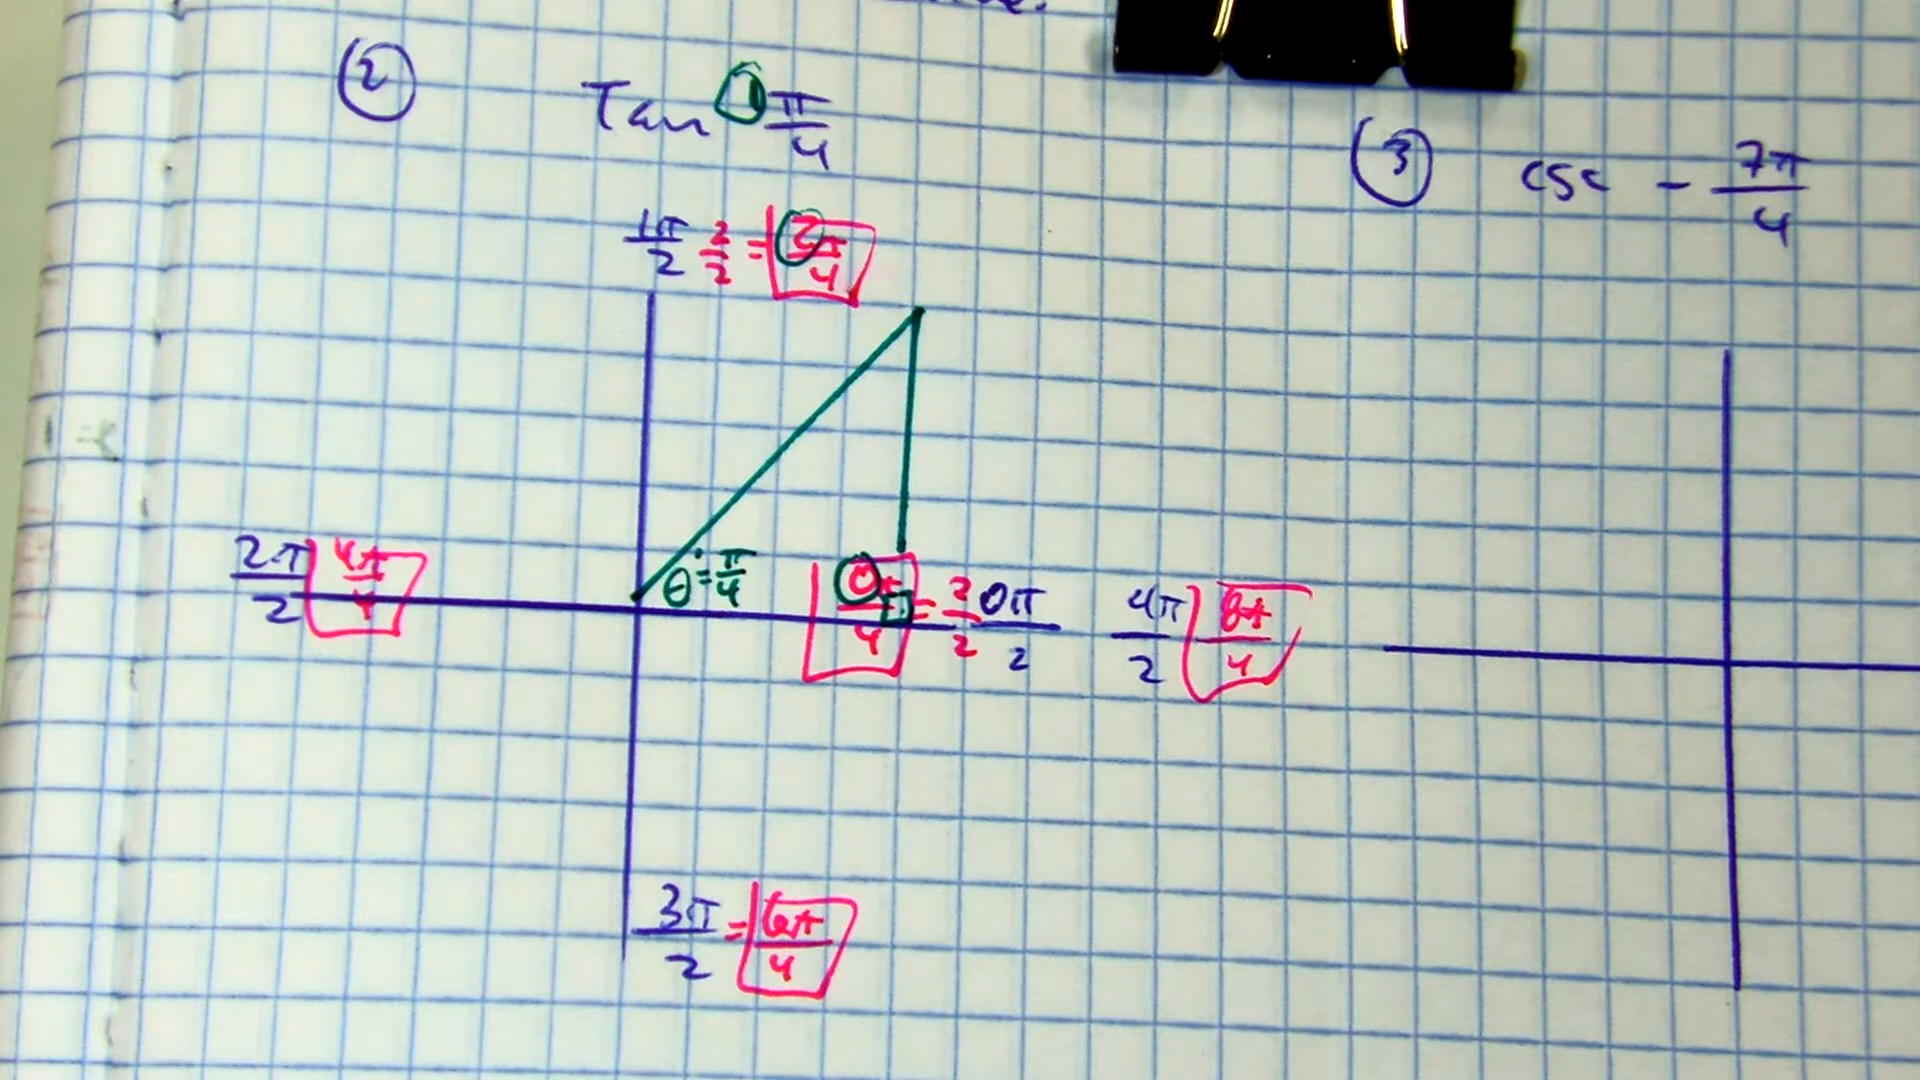 ② Tan 1π/4
③ csc - 7π/4
1π/2 2/2 = 2π/4
θ = π/4
2π/2 4π/4
0π/4 = 2/2 0π/2
4π/2 8π/4
3π/2 = 6π/4